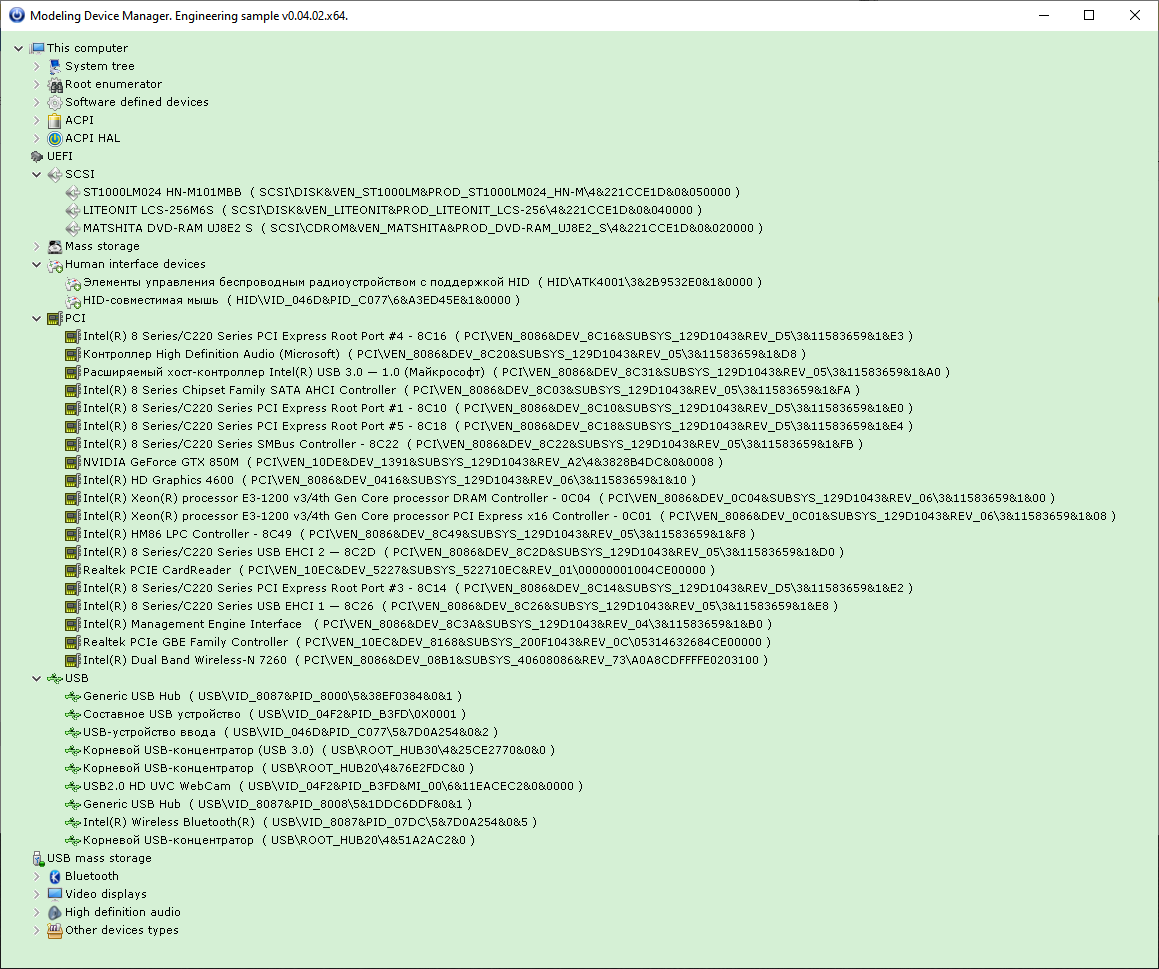 Modeling Device Manager. Engineering sample v0.04.02.x64.
This computer
System tree
Root enumerator
Software defined devices
ACPI
ACPI HAL
UEFI
SCSI
ST1000LM024 HN-M101MBB ( SCSI\DISK&VEN_ST1000LM&PROD_ST1000LM024_HN-M\4&221CCE1D&0&050000 )
LITEONIT LCS-256M6S ( SCSI\DISK&VEN_LITEONIT&PROD_LITEONIT_LCS-256\4&221CCE1D&0&040000 )
MATSHITA DVD-RAM UJ8E2 S ( SCSI\CDROM&VEN_MATSHITA&PROD_DVD-RAM_UJ8E2_S\4&221CCE1D&0&020000 )
Mass storage
Human interface devices
Элементы управления беспроводным радиоустройством с поддержкой HID ( HID\ATK4001\3&2B9532E0&1&0000 )
HID-совместимая мышь ( HID\VID_046D&PID_C077\6&A3ED45E&1&0000 )
PCI
Intel(R) 8 Series/C220 Series PCI Express Root Port #4 - 8C16 ( PCI\VEN_8086&DEV_8C16&SUBSYS_129D1043&REV_D5\3&11583659&1&E3 )
Контроллер High Definition Audio (Microsoft) ( PCI\VEN_8086&DEV_8C20&SUBSYS_129D1043&REV_05\3&11583659&1&D8 )
Расширяемый хост-контроллер Intel(R) USB 3.0 — 1.0 (Майкрософт) ( PCI\VEN_8086&DEV_8C31&SUBSYS_129D1043&REV_05\3&11583659&1&A0 )
Intel(R) 8 Series Chipset Family SATA AHCI Controller ( PCI\VEN_8086&DEV_8C03&SUBSYS_129D1043&REV_05\3&11583659&1&FA )
Intel(R) 8 Series/C220 Series PCI Express Root Port #1 - 8C10 ( PCI\VEN_8086&DEV_8C10&SUBSYS_129D1043&REV_D5\3&11583659&1&E0 )
Intel(R) 8 Series/C220 Series PCI Express Root Port #5 - 8C18 ( PCI\VEN_8086&DEV_8C18&SUBSYS_129D1043&REV_D5\3&11583659&1&E4 )
Intel(R) 8 Series/C220 Series SMBus Controller - 8C22 ( PCI\VEN_8086&DEV_8C22&SUBSYS_129D1043&REV_05\3&11583659&1&FB )
NVIDIA GeForce GTX 850M ( PCI\VEN_10DE&DEV_1391&SUBSYS_129D1043&REV_A2\4&3828B4DC&0&0008 )
Intel(R) HD Graphics 4600 ( PCI\VEN_8086&DEV_0416&SUBSYS_129D1043&REV_06\3&11583659&1&10 )
Intel(R) Xeon(R) processor E3-1200 v3/4th Gen Core processor DRAM Controller - 0C04 ( PCI\VEN_8086&DEV_0C04&SUBSYS_129D1043&REV_06\3&11583659&1&00 )
Intel(R) Xeon(R) processor E3-1200 v3/4th Gen Core processor PCI Express x16 Controller - 0C01 ( PCI\VEN_8086&DEV_0C01&SUBSYS_129D1043&REV_06\3&11583659&1&08 )
Intel(R) HM86 LPC Controller - 8C49 ( PCI\VEN_8086&DEV_8C49&SUBSYS_129D1043&REV_05\3&11583659&1&F8 )
Intel(R) 8 Series/C220 Series USB EHCI 2 — 8C2D ( PCI\VEN_8086&DEV_8C2D&SUBSYS_129D1043&REV_05\3&11583659&1&D0 )
Realtek PCIE CardReader ( PCI\VEN_10EC&DEV_5227&SUBSYS_522710EC&REV_01\00000001004CE00000 )
Intel(R) 8 Series/C220 Series PCI Express Root Port #3 - 8C14 ( PCI\VEN_8086&DEV_8C14&SUBSYS_129D1043&REV_D5\3&11583659&1&E2 )
Intel(R) 8 Series/C220 Series USB EHCI 1 — 8C26 ( PCI\VEN_8086&DEV_8C26&SUBSYS_129D1043&REV_05\3&11583659&1&E8 )
Intel(R) Management Engine Interface ( PCI\VEN_8086&DEV_8C3A&SUBSYS_129D1043&REV_04\3&11583659&1&B0 )
Realtek PCIe GBE Family Controller ( PCI\VEN_10EC&DEV_8168&SUBSYS_200F1043&REV_0C\05314632684CE00000 )
Intel(R) Dual Band Wireless-N 7260 ( PCI\VEN_8086&DEV_08B1&SUBSYS_40608086&REV_73\A0A8CDFFFFE0203100 )
USB
Generic USB Hub ( USB\VID_8087&PID_8000\5&38EF0384&0&1 )
Составное USB устройство ( USB\VID_04F2&PID_B3FD\0X0001 )
USB-устройство ввода ( USB\VID_046D&PID_C077\5&7D0A254&0&2 )
Корневой USB-концентратор (USB 3.0) ( USB\ROOT_HUB30\4&25CE2770&0&0 )
Корневой USB-концентратор ( USB\ROOT_HUB20\4&76E2FDC&0 )
USB2.0 HD UVC WebCam ( USB\VID_04F2&PID_B3FD&MI_00\6&11EACEC2&0&0000 )
Generic USB Hub ( USB\VID_8087&PID_8008\5&1DDC6DDF&0&1 )
Intel(R) Wireless Bluetooth(R) ( USB\VID_8087&PID_07DC\5&7D0A254&0&5 )
Корневой USB-концентратор ( USB\ROOT_HUB20\4&51A2AC2&0 )
USB mass storage
Bluetooth
Video displays
High definition audio
Other devices types